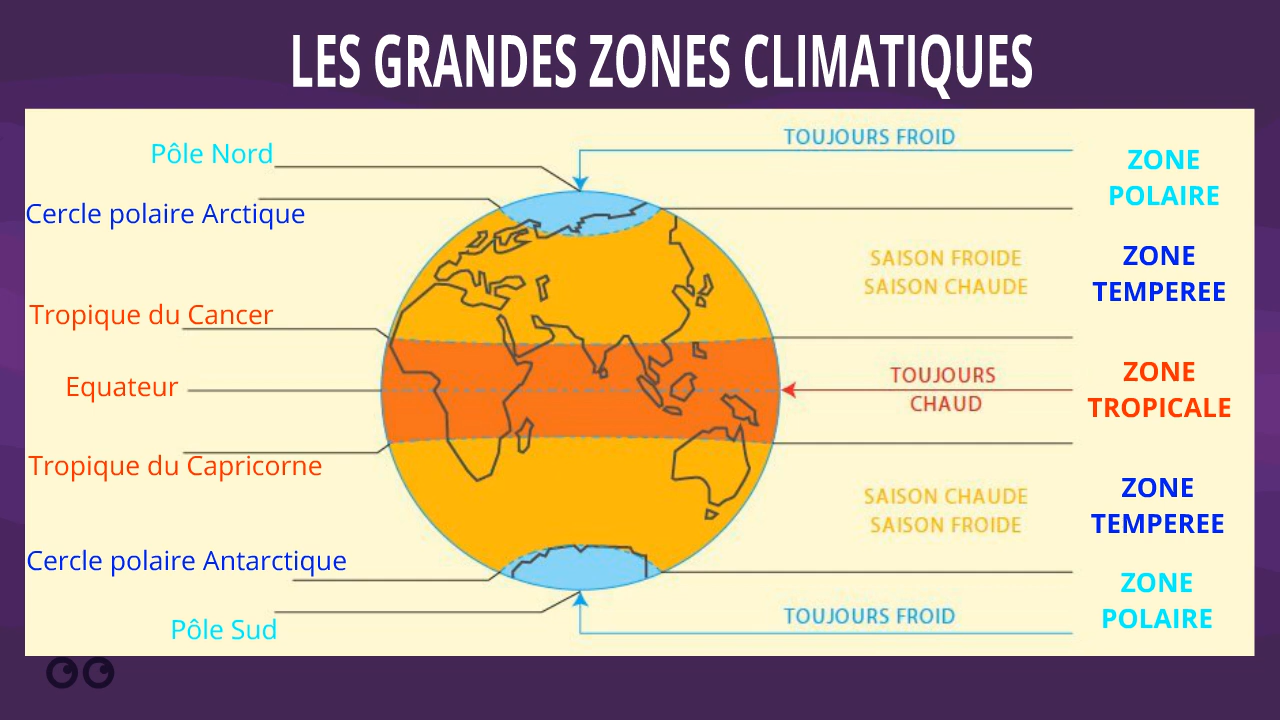 LES GRANDES ZONES CLIMATIQUES
Pôle Nord
Cercle polaire Arctique
Tropique du Cancer
Equateur
Tropique du Capricorne
Cercle polaire Antarctique
Pôle Sud
TOUJOURS FROID
SAISON FROIDE
SAISON CHAUDE
TOUJOURS
CHAUD
SAISON CHAUDE
SAISON FROIDE
TOUJOURS FROID
ZONE
POLAIRE
ZONE
TEMPEREE
ZONE
TROPICALE
ZONE
TEMPEREE
ZONE
POLAIRE